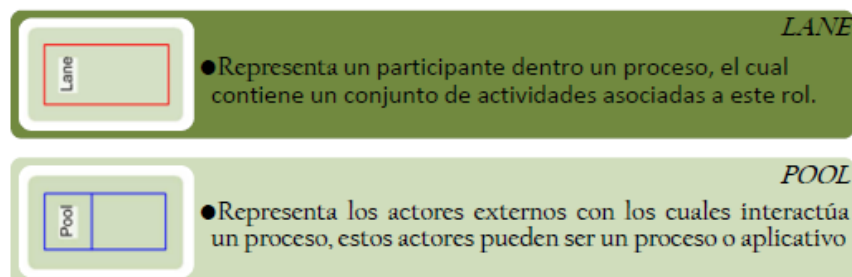 LANE
Lane
●Representa un participante dentro un proceso, el cual
contiene un conjunto de actividades asociadas a este rol.
POOL
Pool
●Representa los actores externos con los cuales interactúa
un proceso, estos actores pueden ser un proceso o aplicativo